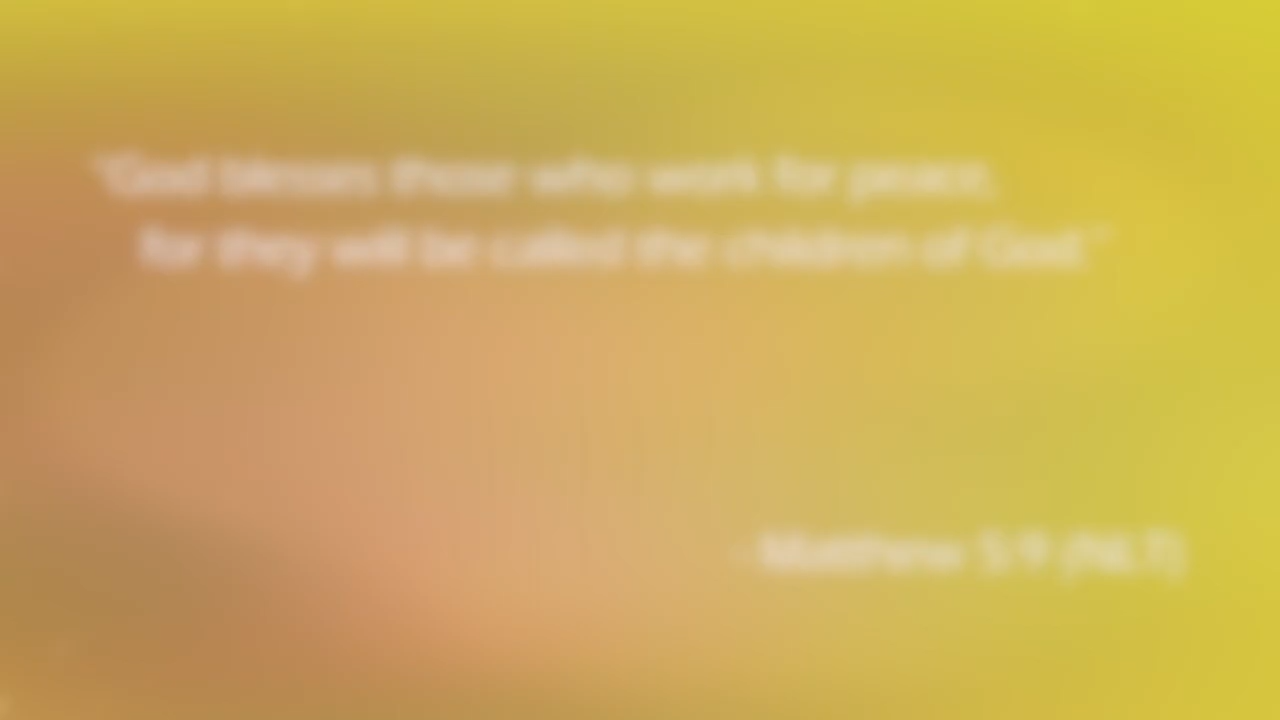 "God blesses those who work for peace,
for they will be called the children of God."
- Matthew 5:9 (NLT)